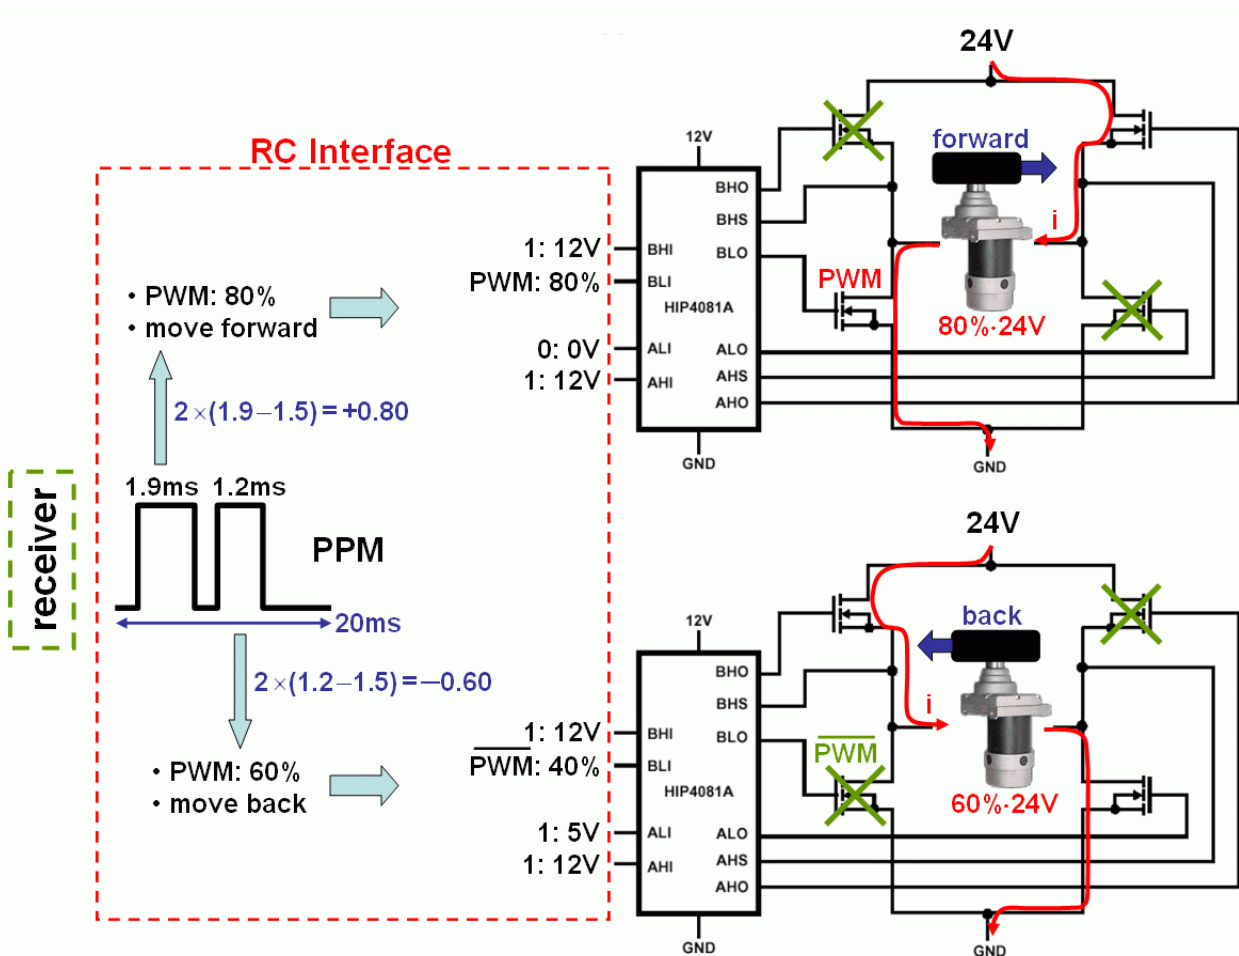 24V
RC Interface
12V
forward
BHO
BHS
i
1: 12V
BHI
BLO
PWM: 80%
BLI
PWM
• PWM: 80%
• move forward
HIP4081A
80%·24V
0: 0V
ALI
ALO
1: 12V
AHI
AHS
AHO
2×(1.9−1.5)=+0.80
GND
GND
receiver
1.9ms 1.2ms
PPM
20ms
24V
12V
back
2×(1.2−1.5)=−0.60
BHO
BHS
i
1: 12V
BHI
BLO
P̅W̅M̅
P̅W̅M̅: 40%
BLI
• PWM: 60%
• move back
HIP4081A
60%·24V
1: 5V
ALI
ALO
1: 12V
AHI
AHS
AHO
GND
GND